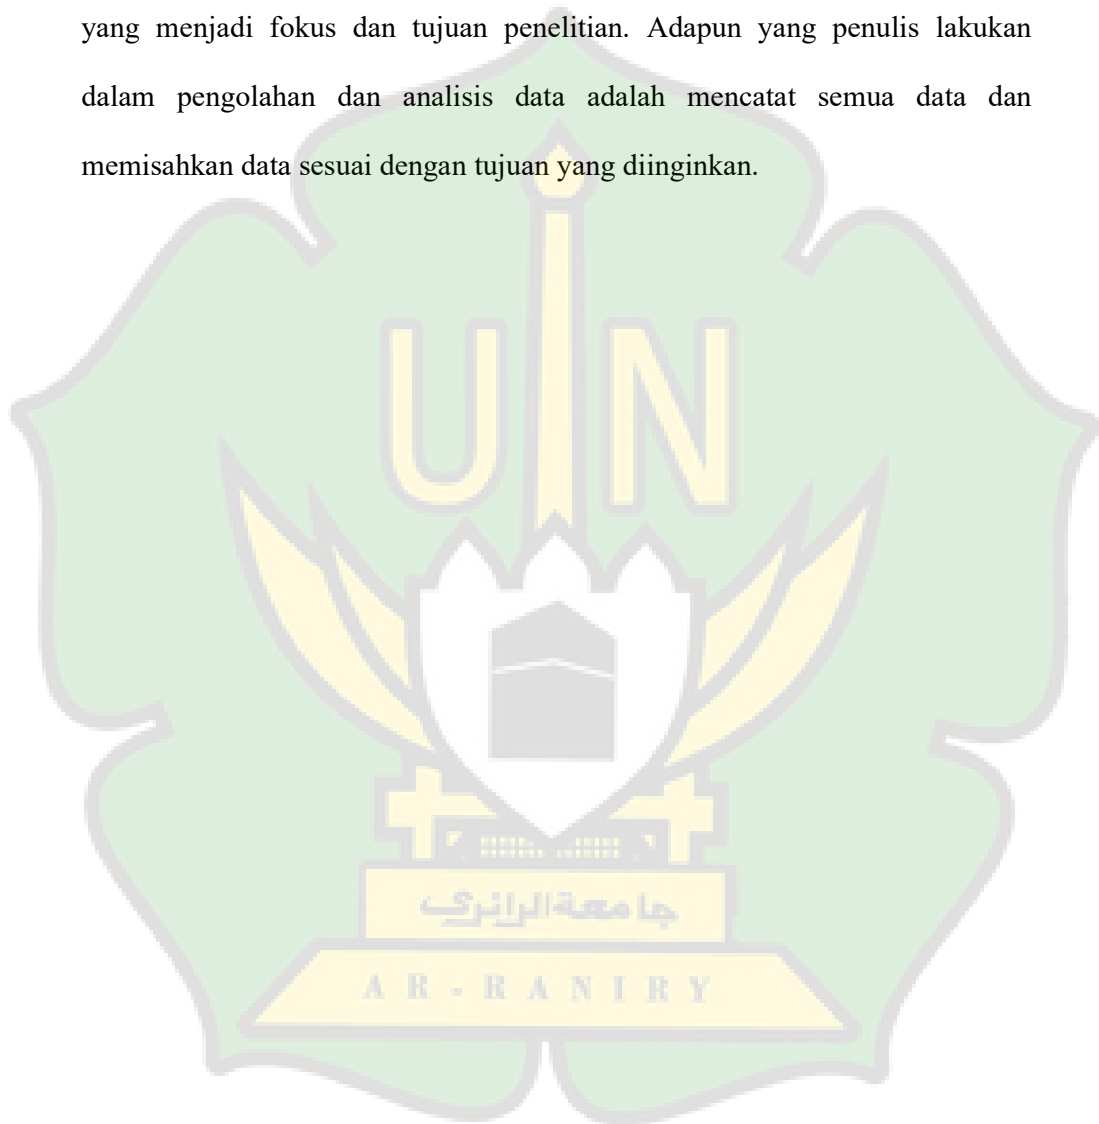 yang menjadi fokus dan tujuan penelitian. Adapun yang penulis lakukan
dalam pengolahan dan analisis data adalah mencatat semua data dan
memisahkan data sesuai dengan tujuan yang diinginkan.
UIN
جامعة الرانري
AR-RANIRY